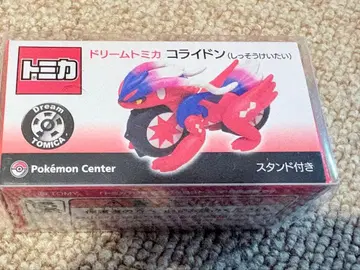 トミカ
ドリームトミカ コライドン(しっそうけいたい)
Dream
TOMICA
Pokémon Center
スタンド付き